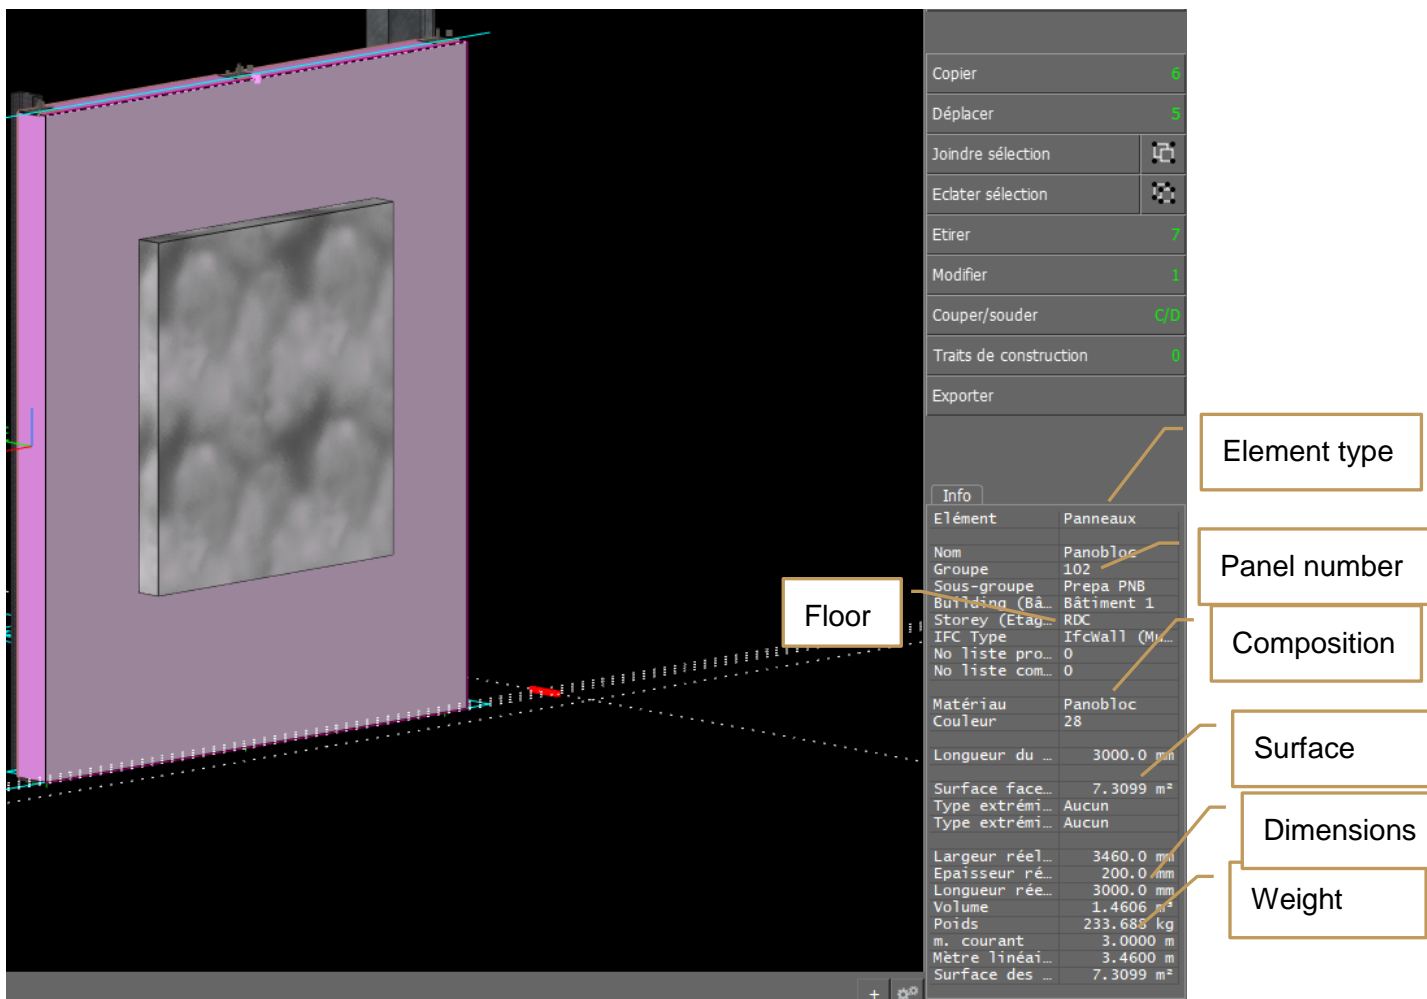 Copier 6
Déplacer 5
Joindre sélection
Eclater sélection
Etirer 7
Modifier 1
Couper/souder C/D
Traits de construction 0
Exporter
Element type
Info
Elément Panneaux
Nom Panobloc
Groupe 102
Panel number
Sous-groupe Prepa PNB
Building (Bâ… Bâtiment 1
Floor
Storey (Etag… RDC
IFC Type IfcWall (Mu…
No liste pro… 0
No liste com… 0
Composition
Matériau Panobloc
Couleur 28
Longueur du … 3000.0 mm
Surface
Surface face… 7.3099 m²
Type extrémi… Aucun
Type extrémi… Aucun
Dimensions
Largeur réel… 3460.0 mm
Epaisseur ré… 200.0 mm
Longueur rée… 3000.0 mm
Weight
Volume 1.4606 m³
Poids 233.688 kg
m. courant 3.0000 m
Mètre linéai… 3.4600 m
Surface des … 7.3099 m²
+